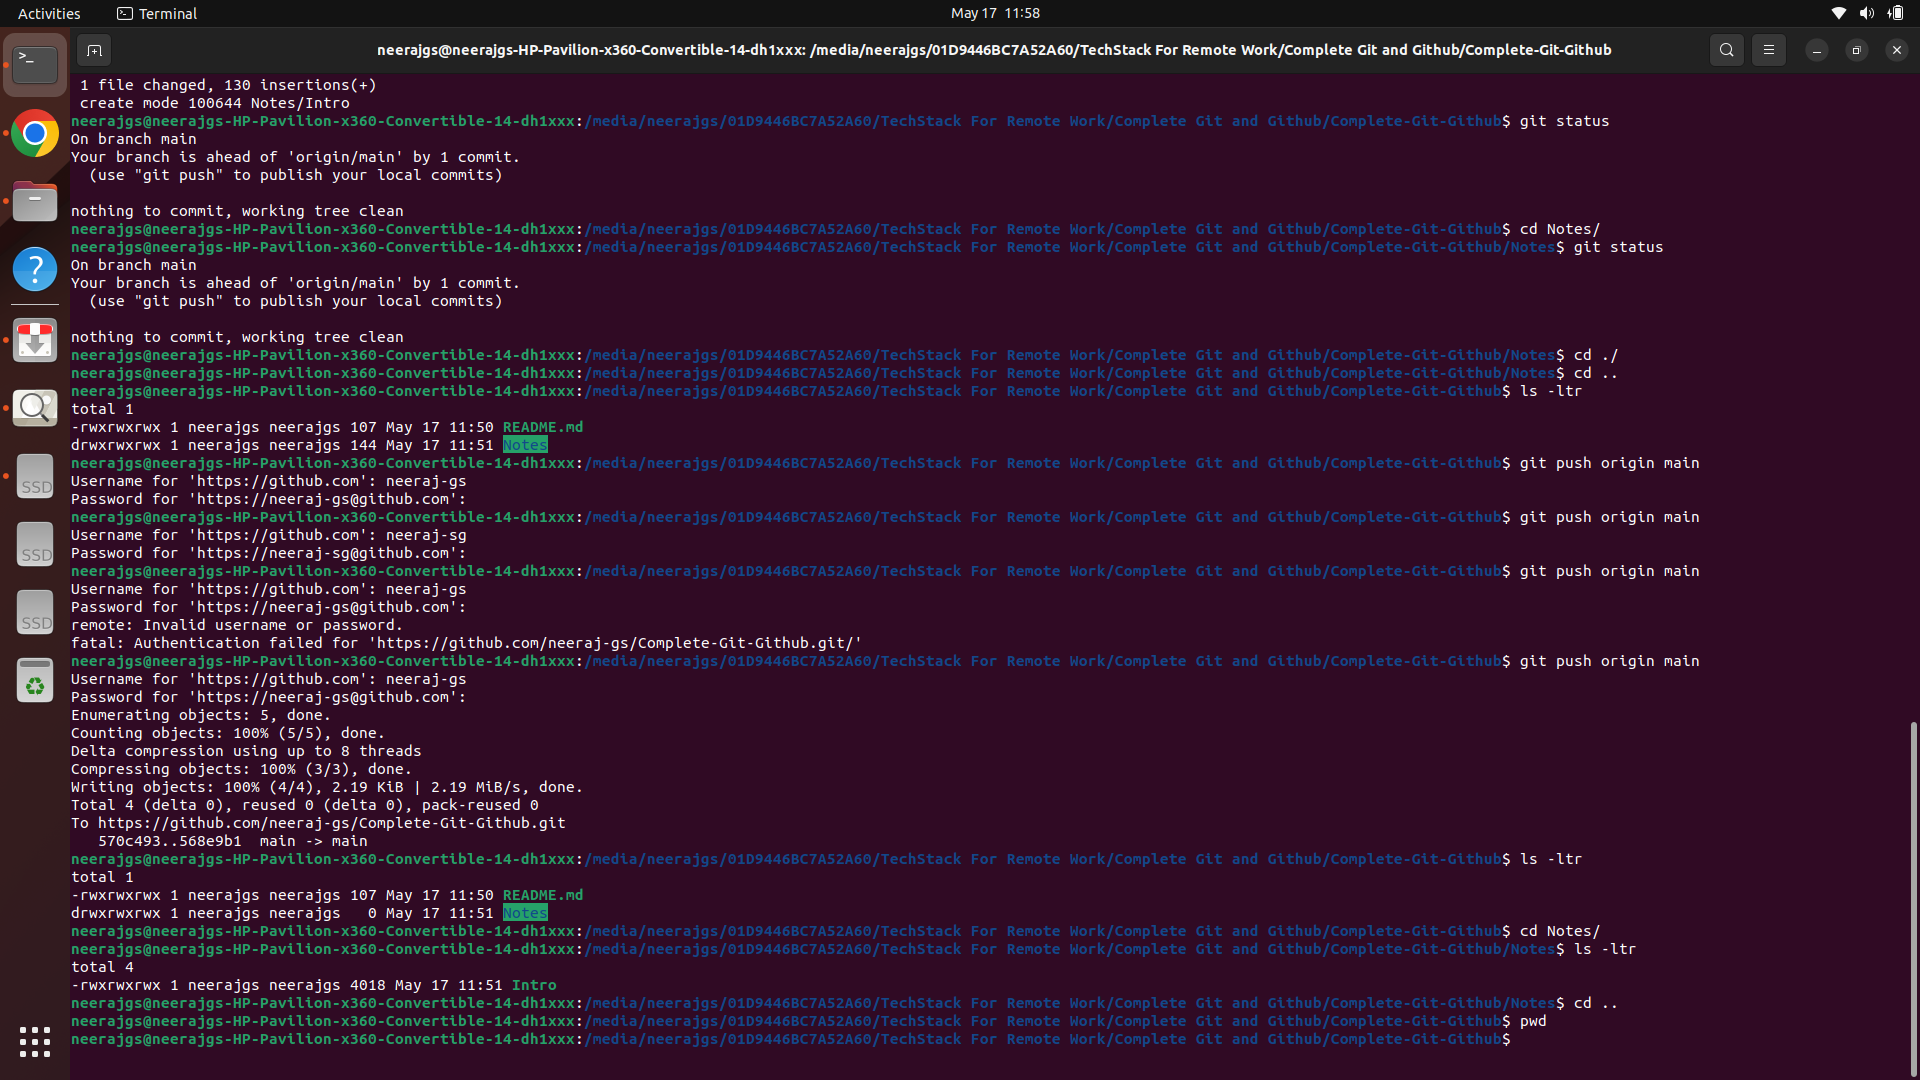 Activities
Terminal
May 17 11:58
neerajgs@neerajgs-HP-Pavilion-x360-Convertible-14-dh1xxx: /media/neerajgs/01D9446BC7A52A60/TechStack For Remote Work/Complete Git and Github/Complete-Git-Github
1 file changed, 130 insertions(+)
create mode 100644 Notes/Intro
neerajgs@neerajgs-HP-Pavilion-x360-Convertible-14-dh1xxx:/media/neerajgs/01D9446BC7A52A60/TechStack For Remote Work/Complete Git and Github/Complete-Git-Github$ git status
On branch main
Your branch is ahead of 'origin/main' by 1 commit.
(use "git push" to publish your local commits)
nothing to commit, working tree clean
neerajgs@neerajgs-HP-Pavilion-x360-Convertible-14-dh1xxx:/media/neerajgs/01D9446BC7A52A60/TechStack For Remote Work/Complete Git and Github/Complete-Git-Github$ cd Notes/
neerajgs@neerajgs-HP-Pavilion-x360-Convertible-14-dh1xxx:/media/neerajgs/01D9446BC7A52A60/TechStack For Remote Work/Complete Git and Github/Complete-Git-Github/Notes$ git status
On branch main
Your branch is ahead of 'origin/main' by 1 commit.
(use "git push" to publish your local commits)
nothing to commit, working tree clean
neerajgs@neerajgs-HP-Pavilion-x360-Convertible-14-dh1xxx:/media/neerajgs/01D9446BC7A52A60/TechStack For Remote Work/Complete Git and Github/Complete-Git-Github/Notes$ cd ./
neerajgs@neerajgs-HP-Pavilion-x360-Convertible-14-dh1xxx:/media/neerajgs/01D9446BC7A52A60/TechStack For Remote Work/Complete Git and Github/Complete-Git-Github/Notes$ cd ..
neerajgs@neerajgs-HP-Pavilion-x360-Convertible-14-dh1xxx:/media/neerajgs/01D9446BC7A52A60/TechStack For Remote Work/Complete Git and Github/Complete-Git-Github$ ls -ltr
total 1
-rwxrwxrwx 1 neerajgs neerajgs 107 May 17 11:50 README.md
drwxrwxrwx 1 neerajgs neerajgs 144 May 17 11:51 Notes
neerajgs@neerajgs-HP-Pavilion-x360-Convertible-14-dh1xxx:/media/neerajgs/01D9446BC7A52A60/TechStack For Remote Work/Complete Git and Github/Complete-Git-Github$ git push origin main
Username for 'https://github.com': neeraj-gs
Password for 'https://neeraj-gs@github.com':
neerajgs@neerajgs-HP-Pavilion-x360-Convertible-14-dh1xxx:/media/neerajgs/01D9446BC7A52A60/TechStack For Remote Work/Complete Git and Github/Complete-Git-Github$ git push origin main
Username for 'https://github.com': neeraj-sg
Password for 'https://neeraj-sg@github.com':
neerajgs@neerajgs-HP-Pavilion-x360-Convertible-14-dh1xxx:/media/neerajgs/01D9446BC7A52A60/TechStack For Remote Work/Complete Git and Github/Complete-Git-Github$ git push origin main
Username for 'https://github.com': neeraj-gs
Password for 'https://neeraj-gs@github.com':
remote: Invalid username or password.
fatal: Authentication failed for 'https://github.com/neeraj-gs/Complete-Git-Github.git/'
neerajgs@neerajgs-HP-Pavilion-x360-Convertible-14-dh1xxx:/media/neerajgs/01D9446BC7A52A60/TechStack For Remote Work/Complete Git and Github/Complete-Git-Github$ git push origin main
Username for 'https://github.com': neeraj-gs
Password for 'https://neeraj-gs@github.com':
Enumerating objects: 5, done.
Counting objects: 100% (5/5), done.
Delta compression using up to 8 threads
Compressing objects: 100% (3/3), done.
Writing objects: 100% (4/4), 2.19 KiB | 2.19 MiB/s, done.
Total 4 (delta 0), reused 0 (delta 0), pack-reused 0
To https://github.com/neeraj-gs/Complete-Git-Github.git
570c493..568e9b1  main -> main
neerajgs@neerajgs-HP-Pavilion-x360-Convertible-14-dh1xxx:/media/neerajgs/01D9446BC7A52A60/TechStack For Remote Work/Complete Git and Github/Complete-Git-Github$ ls -ltr
total 1
-rwxrwxrwx 1 neerajgs neerajgs 107 May 17 11:50 README.md
drwxrwxrwx 1 neerajgs neerajgs   0 May 17 11:51 Notes
neerajgs@neerajgs-HP-Pavilion-x360-Convertible-14-dh1xxx:/media/neerajgs/01D9446BC7A52A60/TechStack For Remote Work/Complete Git and Github/Complete-Git-Github$ cd Notes/
neerajgs@neerajgs-HP-Pavilion-x360-Convertible-14-dh1xxx:/media/neerajgs/01D9446BC7A52A60/TechStack For Remote Work/Complete Git and Github/Complete-Git-Github/Notes$ ls -ltr
total 4
-rwxrwxrwx 1 neerajgs neerajgs 4018 May 17 11:51 Intro
neerajgs@neerajgs-HP-Pavilion-x360-Convertible-14-dh1xxx:/media/neerajgs/01D9446BC7A52A60/TechStack For Remote Work/Complete Git and Github/Complete-Git-Github/Notes$ cd ..
neerajgs@neerajgs-HP-Pavilion-x360-Convertible-14-dh1xxx:/media/neerajgs/01D9446BC7A52A60/TechStack For Remote Work/Complete Git and Github/Complete-Git-Github$ pwd
neerajgs@neerajgs-HP-Pavilion-x360-Convertible-14-dh1xxx:/media/neerajgs/01D9446BC7A52A60/TechStack For Remote Work/Complete Git and Github/Complete-Git-Github$
SSD
SSD
SSD